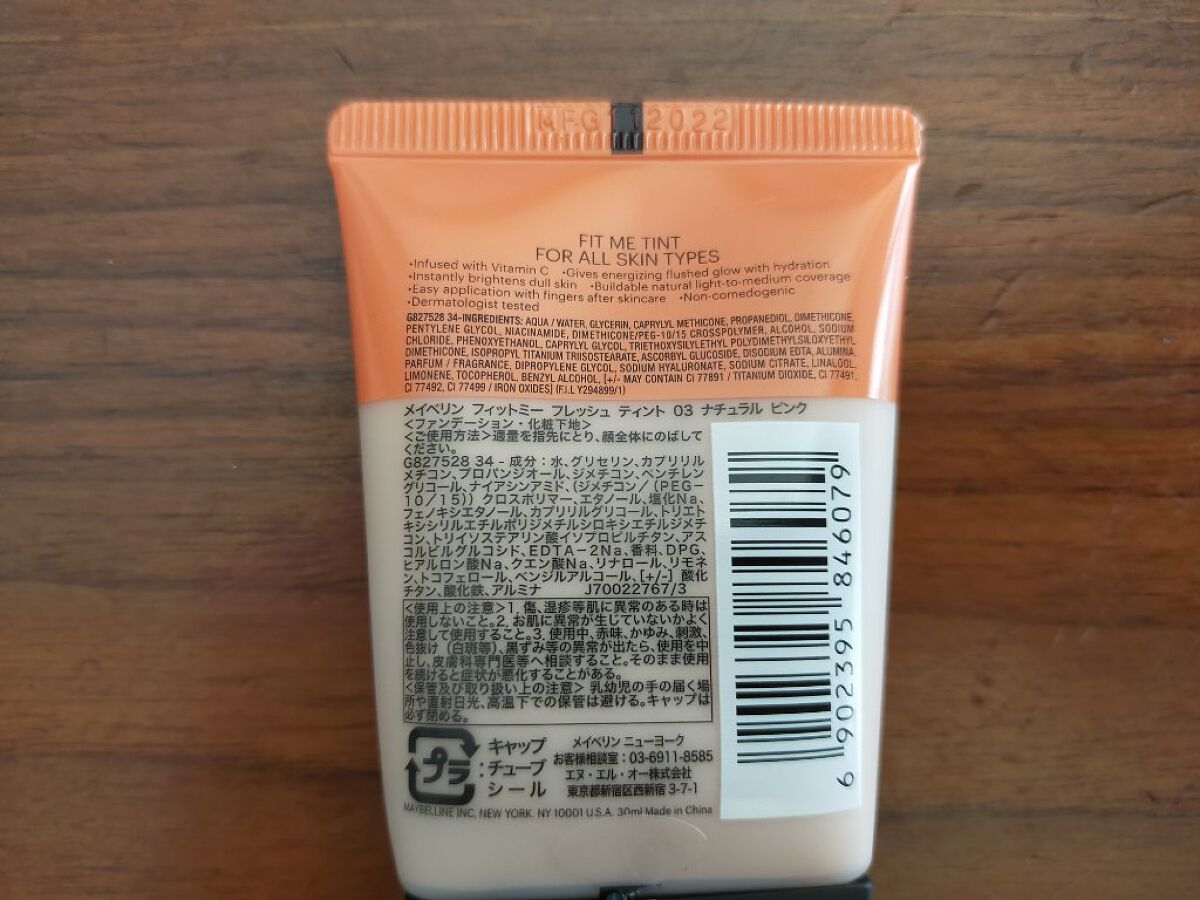 MFG 1 2022
FIT ME TINT
FOR ALL SKIN TYPES
•Infused with Vitamin C •Gives energizing flushed glow with hydration
•Instantly brightens dull skin •Buildable natural light-to-medium coverage
•Easy application with fingers after skincare •Non-comedogenic
•Dermatologist tested
G827528 34-INGREDIENTS: AQUA / WATER, GLYCERIN, CAPRYLYL METHICONE, PROPANEDIOL, DIMETHICONE,
PENTYLENE GLYCOL, NIACINAMIDE, DIMETHICONE/PEG-10/15 CROSSPOLYMER, ALCOHOL, SODIUM
CHLORIDE, PHENOXYETHANOL, CAPRYLYL GLYCOL, TRIETHOXYSILYLETHYL POLYDIMETHYLSILOXYETHYL
DIMETHICONE, ISOPROPYL TITANIUM TRIISOSTEARATE, ASCORBYL GLUCOSIDE, DISODIUM EDTA, ALUMINA,
PARFUM / FRAGRANCE, DIPROPYLENE GLYCOL, SODIUM HYALURONATE, SODIUM CITRATE, LINALOOL,
LIMONENE, TOCOPHEROL, BENZYL ALCOHOL, [+/- MAY CONTAIN CI 77891 / TITANIUM DIOXIDE, CI 77491,
CI 77492, CI 77499 / IRON OXIDES] (F.I.L Y294899/1)
メイベリン フィットミー フレッシュ ティント 03 ナチュラル ピンク
<ファンデーション・化粧下地>
<ご使用方法>適量を指先にとり、顔全体にのばして
ください。
G827528 34 - 成分：水、グリセリン、カプリリル
メチコン、プロパンジオール、ジメチコン、ペンチレン
グリコール、ナイアシンアミド、（ジメチコン／（PEG－
10／15））クロスポリマー、エタノール、塩化Na、
フェノキシエタノール、カプリリルグリコール、トリエト
キシシリルエチルポリジメチルシロキシエチルジメチ
コン、トリイソステアリン酸イソプロピルチタン、アス
コルビルグルコシド、EDTA－2Na、香料、DPG、
ヒアルロン酸Na、クエン酸Na、リナロール、リモネ
ン、トコフェロール、ベンジルアルコール、[+/-] 酸化
チタン、酸化鉄、アルミナ J70022767/3
<使用上の注意>1. 傷、湿疹等肌に異常のある時は
使用しないこと。2. お肌に異常が生じていないかよく
注意して使用すること。3. 使用中、赤味、かゆみ、刺激、
色抜け（白斑等）、黒ずみ等の異常が出たら、使用を中
止し、皮膚科専門医等へ相談すること。そのまま使用
を続けると症状が悪化することがある。
<保管及び取り扱い上の注意> 乳幼児の手の届く場
所や直射日光、高温下での保管は避ける。キャップは
必ず閉める。
プラ
キャップ
:チューブ
シール
メイベリン ニューヨーク
お客様相談室：03-6911-8585
エヌ・エル・オー株式会社
東京都新宿区西新宿 3-7-1
MAYBELLINE INC, NEW YORK, NY 10001 U.S.A. 30ml Made in China
6 902395 846079